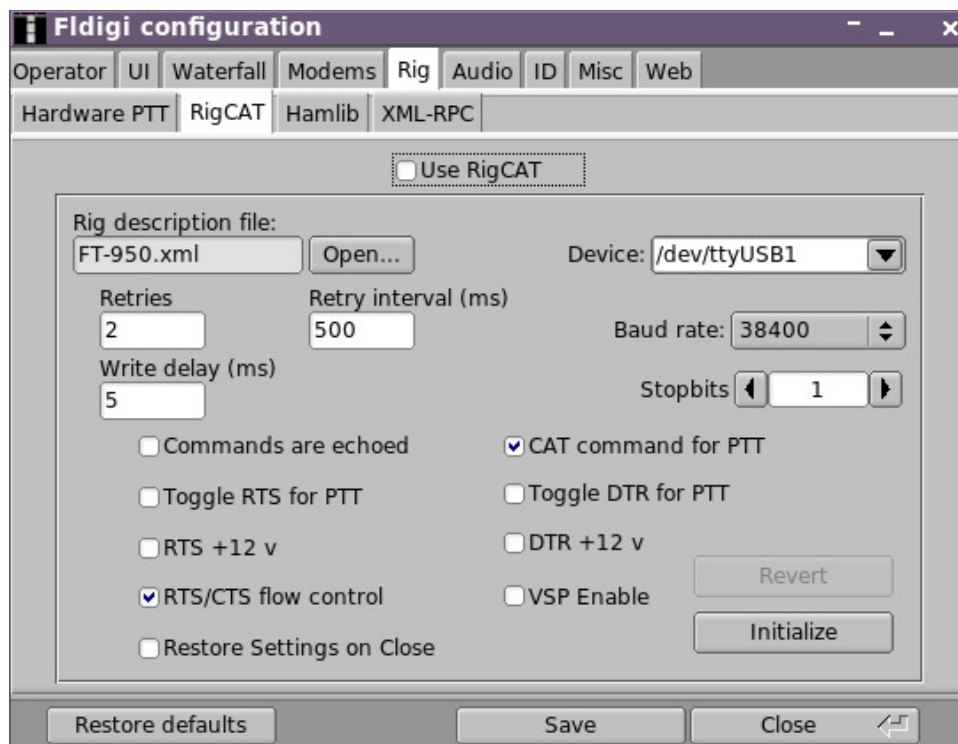 Fldigi configuration
Operator UI Waterfall Modems Rig Audio ID Misc Web
Hardware PTT RigCAT Hamlib XML-RPC
Use RigCAT
Rig description file:
FT-950.xml Open... Device: /dev/ttyUSB1
Retries Retry interval (ms)
2 500 Baud rate: 38400
Write delay (ms)
5 Stopbits 1
Commands are echoed CAT command for PTT
Toggle RTS for PTT Toggle DTR for PTT
RTS +12 v DTR +12 v
Revert
RTS/CTS flow control VSP Enable
Initialize
Restore Settings on Close
Restore defaults Save Close